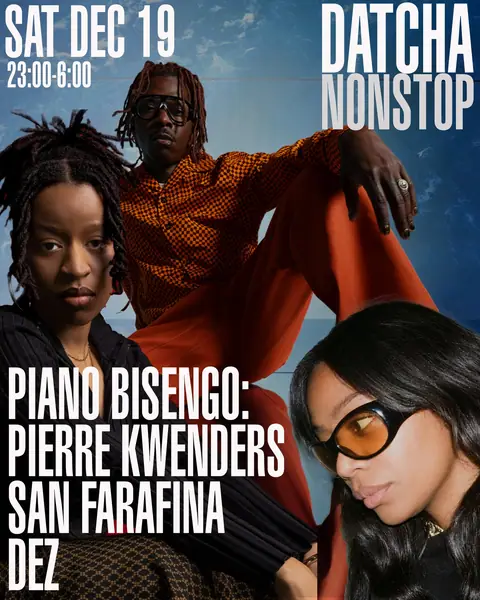 SAT DEC 19
23:00-6:00
DATCHA
NONSTOP
PIANO BISENGO:
PIERRE KWENDERS
SAN FARAFINA
DEZ